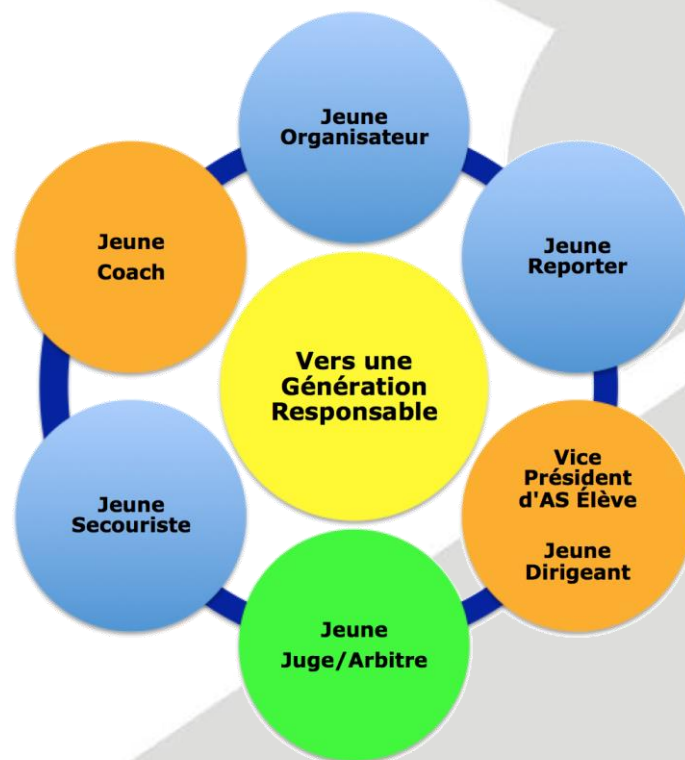 Jeune
Organisateur
Jeune
Coach
Jeune
Reporter
Vers une
Génération
Responsable
Jeune
Secouriste
Vice
Président
d'AS Élève
Jeune
Dirigeant
Jeune
Juge/Arbitre